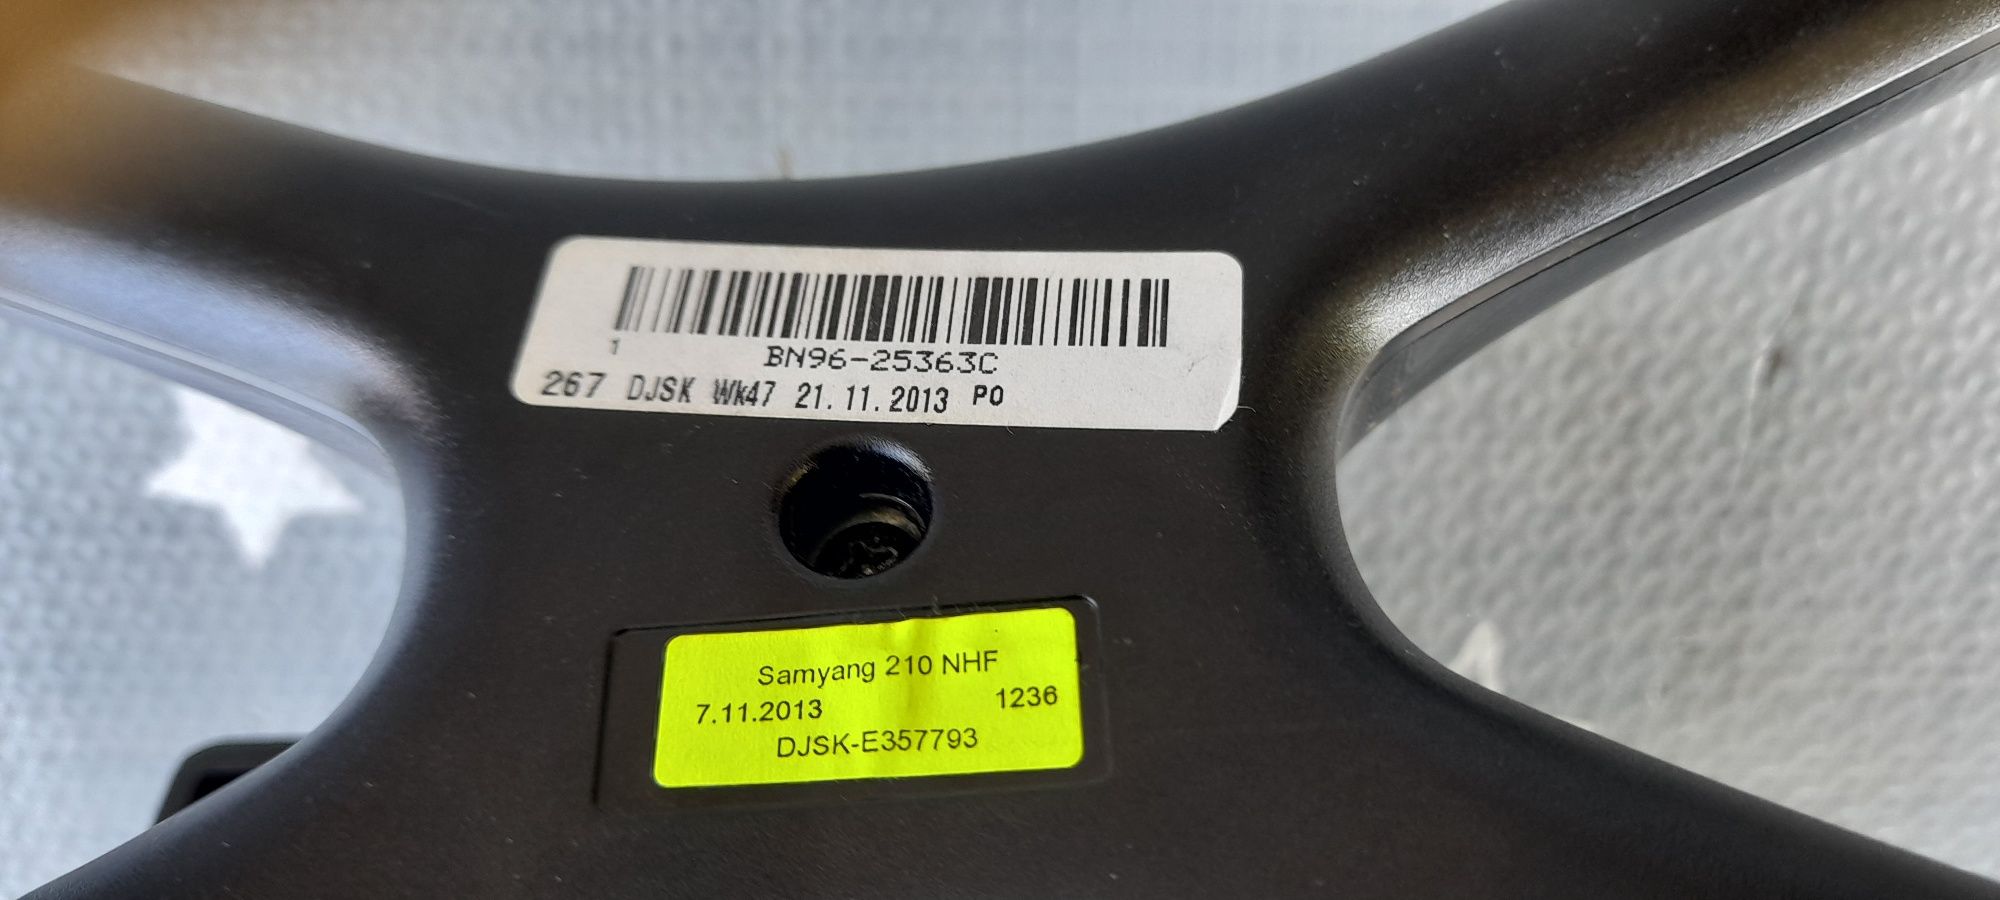 1
BN96-25363C
267 DJSK Wk47 21.11.2013 PO
Samyang 210 NHF
7.11.2013 1236
DJSK-E357793